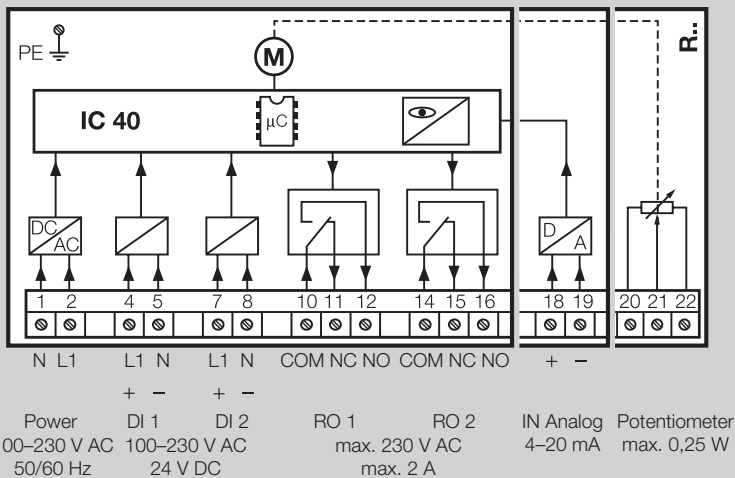 PE
M
R..
IC 40
µC
DC
AC
D
A
1 2 4 5 7 8 10 11 12 14 15 16 18 19 20 21 22
N L1 L1 N L1 N COM NC NO COM NC NO + −
+ − + −
Power DI 1 DI 2 RO 1 RO 2 IN Analog Potentiometer
00–230 V AC 100–230 V AC max. 230 V AC 4–20 mA max. 0,25 W
50/60 Hz 24 V DC max. 2 A